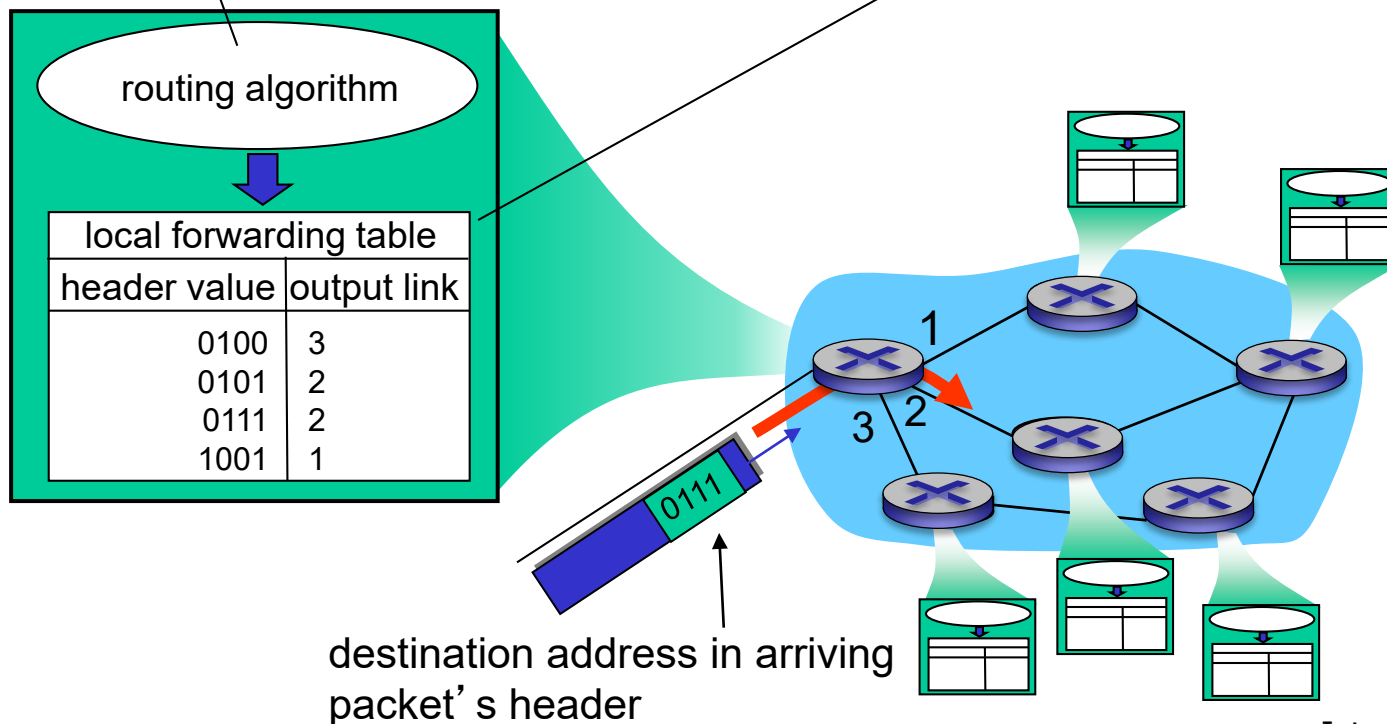 routing algorithm
local forwarding table
header value output link
0100 3
0101 2
0111 2
1001 1
1
2
3
0111
destination address in arriving
packet’s header